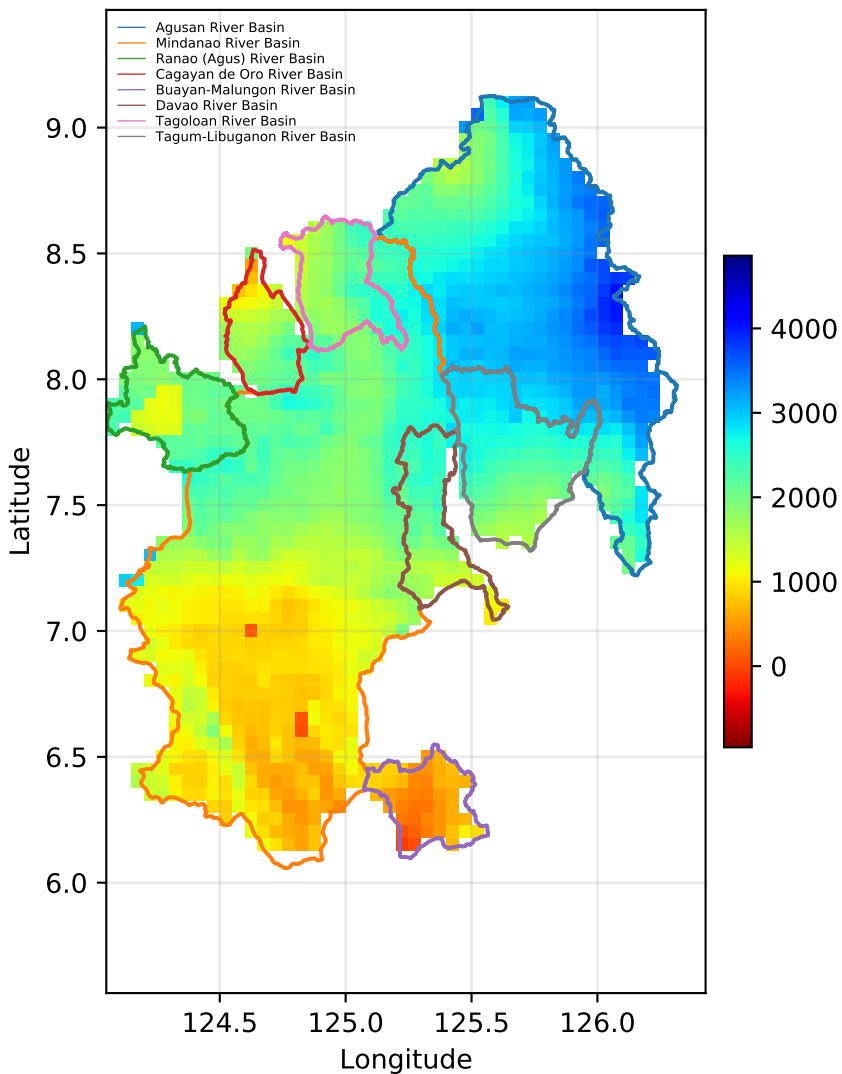 Agusan River Basin
Mindanao River Basin
Ranao (Agus) River Basin
Cagayan de Oro River Basin
Buayan-Malungon River Basin
Davao River Basin
Tagoloan River Basin
Tagum-Libuganon River Basin
9.0
8.5
8.0
7.5
7.0
6.5
6.0
Latitude
124.5 125.0 125.5 126.0
Longitude
4000
3000
2000
1000
0